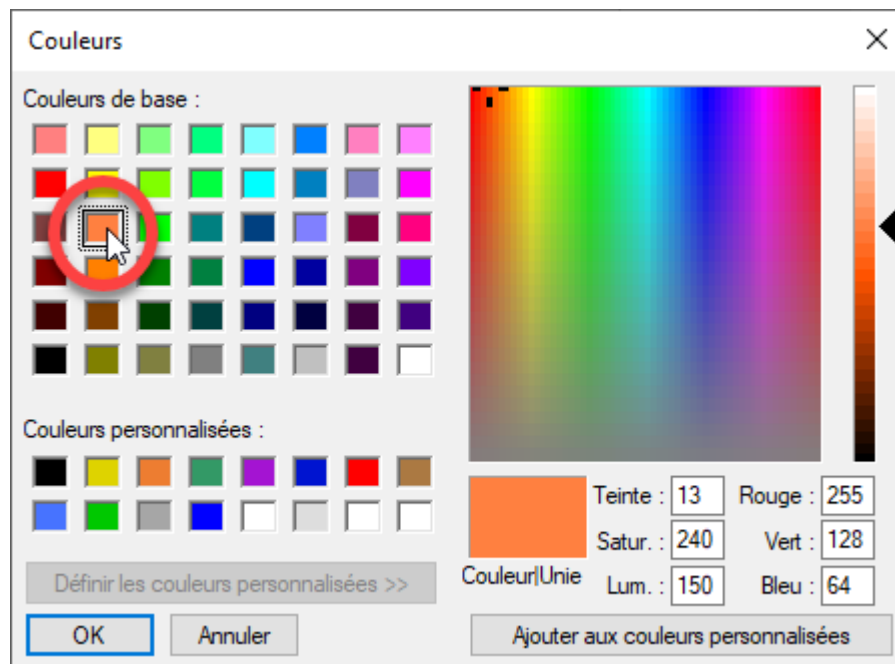 Couleurs
Couleurs de base :
Couleurs personnalisées :
Teinte : 13 Rouge : 255
Satur. : 240 Vert : 128
Couleur|Unie Lum. : 150 Bleu : 64
Définir les couleurs personnalisées >>
OK Annuler Ajouter aux couleurs personnalisées